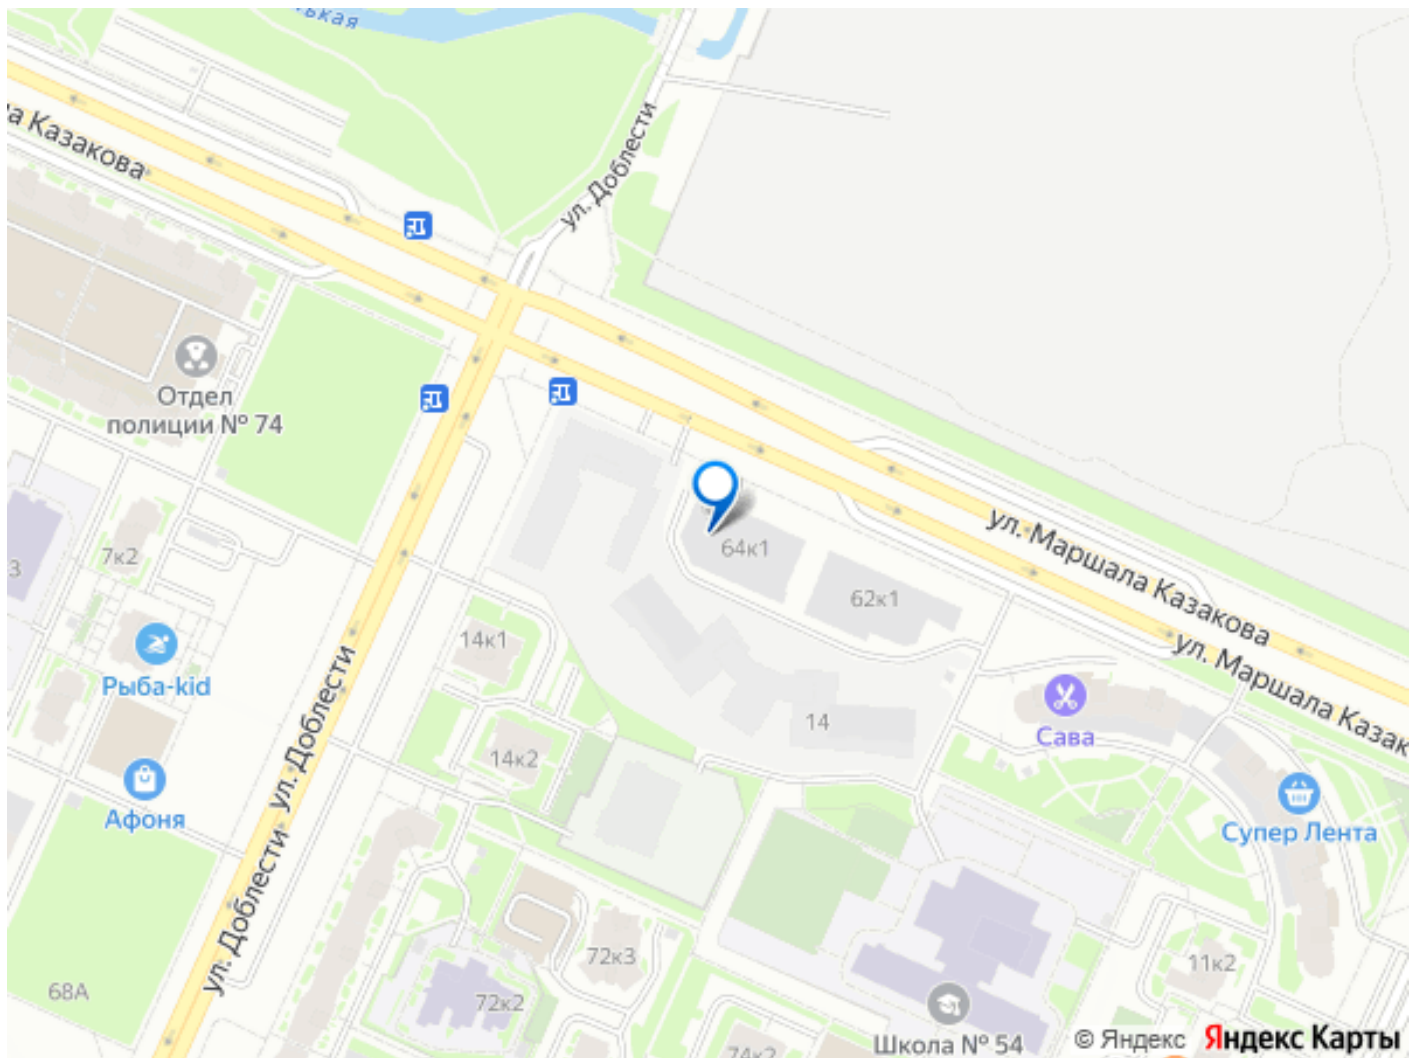 ул. Доблести
Казакова
Отдел
полиции № 74
7к2
3
64к1
62к1
ул. Маршала Казакова
ул. Маршала Казак
14к1
Рыба-kid
14
Сава
14к2
ул. Доблести
Афоня
Супер Лента
ул. Доблести
72к3
11к2
68А
72к2
Школа № 54
74к2
© Яндекс Яндекс Карты